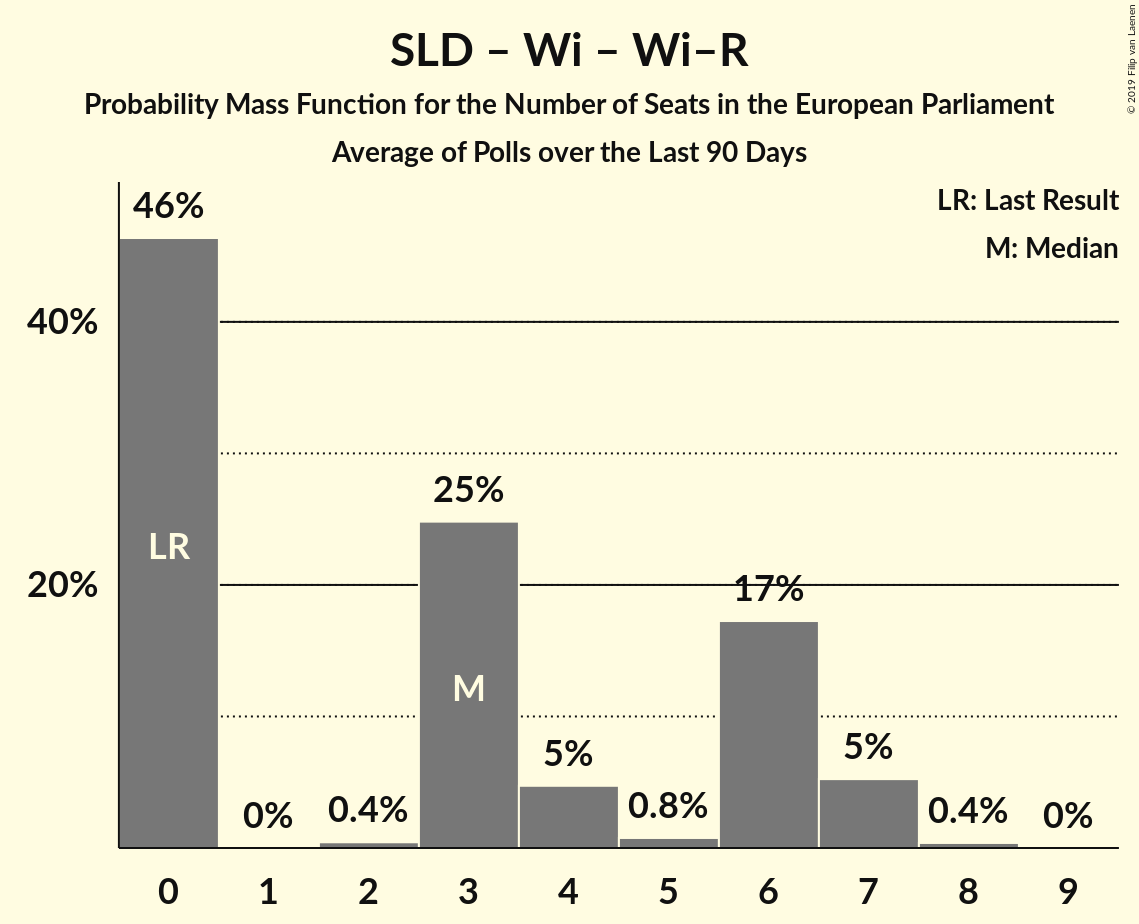 SLD – Wi – Wi–R
Probability Mass Function for the Number of Seats in the European Parliament
Average of Polls over the Last 90 Days
© 2019 Filip van Laenen
LR: Last Result
M: Median
46%
40%
25%
LR
20%
17%
M
5%
5%
0%
0.4%
0.8%
0.4%
0%
0 1 2 3 4 5 6 7 8 9